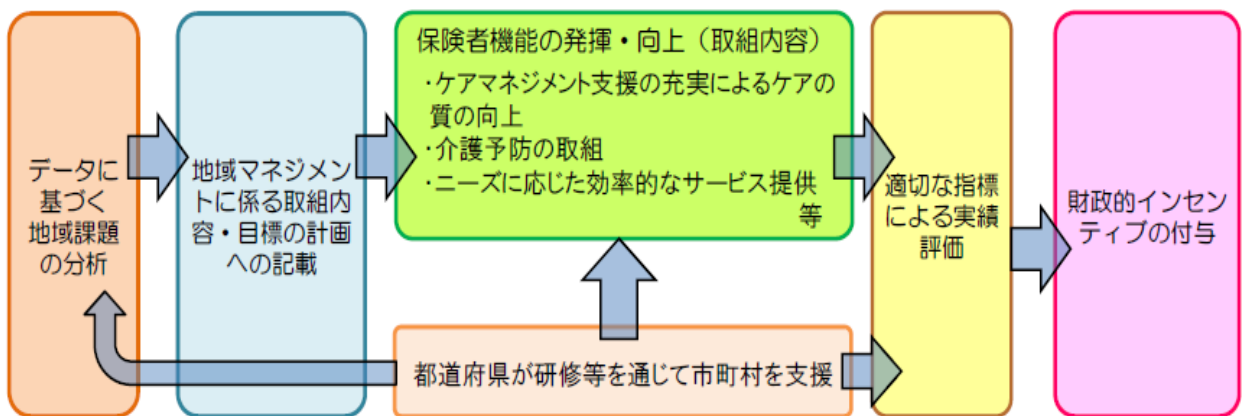 データに
基づく
地域課題
の分析
地域マネジメン
トに係る取組内
容・目標の計画
への記載
保険者機能の発揮・向上（取組内容）
・ケアマネジメント支援の充実によるケアの
質の向上
・介護予防の取組
・ニーズに応じた効率的なサービス提供
等
都道府県が研修等を通じて市町村を支援
適切な指標
による実績
評価
財政的インセン
ティブの付与